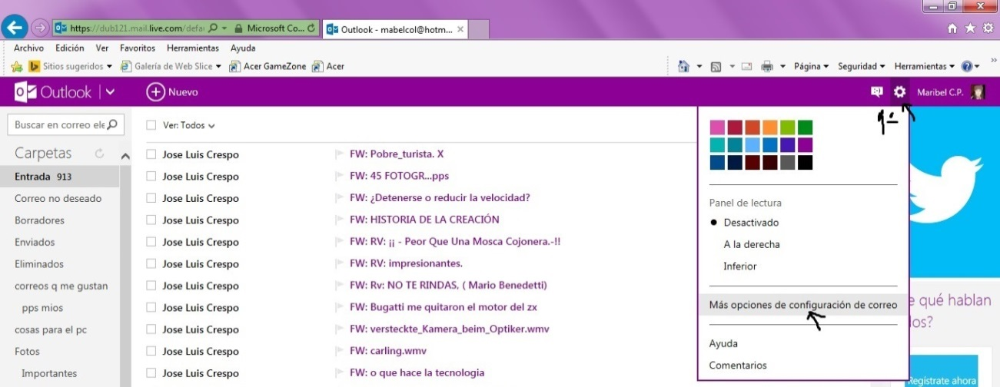 https://dub121.mail.live.com/defau
Microsoft Co...
Outlook - mabelcol@hotm...
Archivo Edición Ver Favoritos Herramientas Ayuda
Sitios sugeridos Galería de Web Slice Acer GameZone Acer
Página Seguridad Herramientas
Outlook Nuevo Maribel C.P.
Buscar en correo ele
Ver: Todos
1º
Carpetas
Entrada 913
Correo no deseado
Borradores
Enviados
Eliminados
correos q me gustan
pps mios
cosas para el pc
Fotos
Importantes
Jose Luis Crespo FW: Pobre_turista. X
Jose Luis Crespo FW: 45 FOTOGR...pps
Jose Luis Crespo FW: ¿Detenerse o reducir la velocidad?
Jose Luis Crespo FW: HISTORIA DE LA CREACIÓN
Jose Luis Crespo FW: RV: ¡¡ - Peor Que Una Mosca Cojonera.-!!
Jose Luis Crespo FW: RV: impresionantes.
Jose Luis Crespo FW: Rv: NO TE RINDAS, ( Mario Benedetti)
Jose Luis Crespo FW: Bugatti me quitaron el motor del zx
Jose Luis Crespo FW: versteckte_Kamera_beim_Optiker.wmv
Jose Luis Crespo FW: carling.wmv
Jose Luis Crespo FW: o que hace la tecnologia
Panel de lectura
Desactivado
A la derecha
Inferior
Más opciones de configuración de correo
Ayuda
Comentarios
e qué hablan
los?
Regístrate ahora